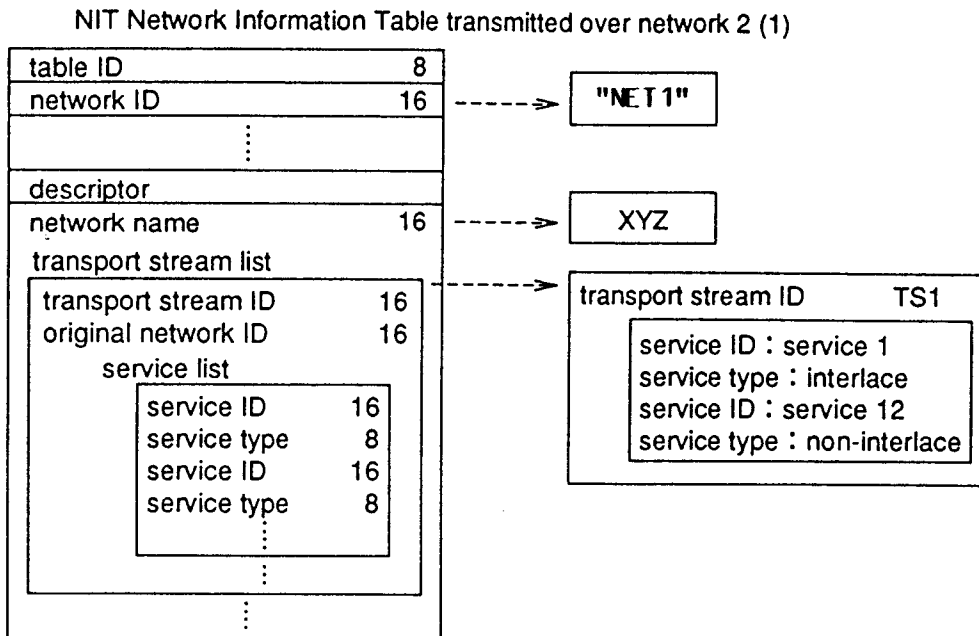 NIT Network Information Table transmitted over network 2 (1)
table ID 8
network ID 16
"NET1"
descriptor
network name 16
XYZ
transport stream list
transport stream ID 16
original network ID 16
service list
service ID 16
service type 8
service ID 16
service type 8
transport stream ID TS1
service ID : service 1
service type : interlace
service ID : service 12
service type : non-interlace